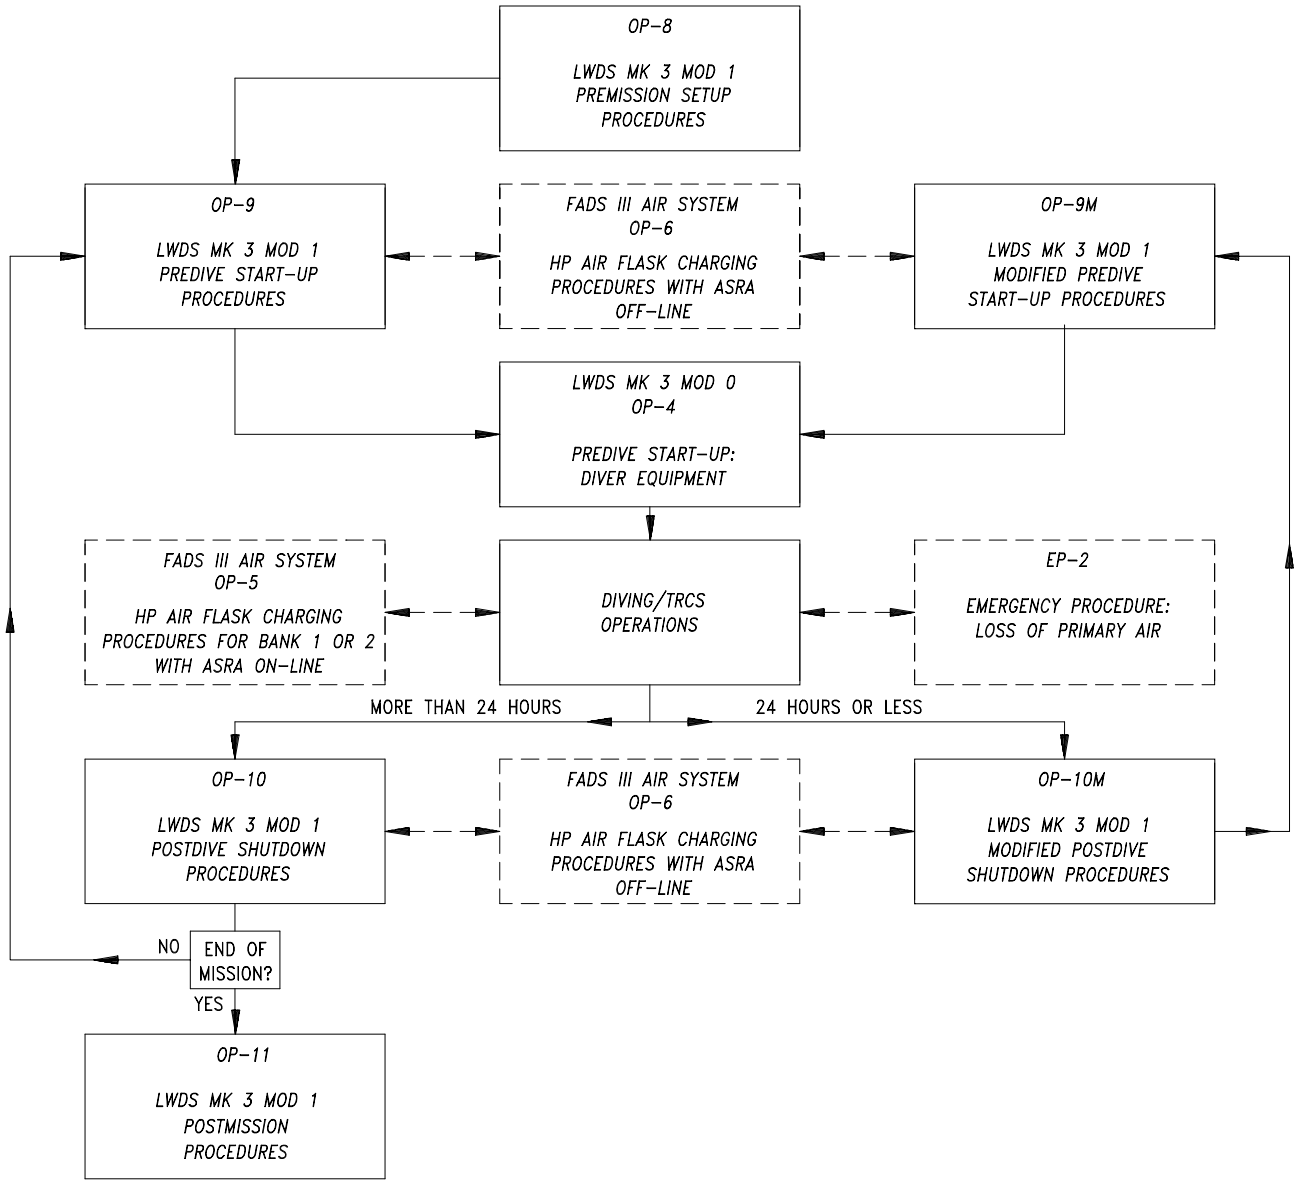 OP-8
LWDS MK 3 MOD 1
PREMISSION SETUP
PROCEDURES
OP-9
LWDS MK 3 MOD 1
PREDIVE START-UP
PROCEDURES
FADS III AIR SYSTEM
OP-6
HP AIR FLASK CHARGING
PROCEDURES WITH ASRA
OFF-LINE
OP-9M
LWDS MK 3 MOD 1
MODIFIED PREDIVE
START-UP PROCEDURES
LWDS MK 3 MOD 0
OP-4
PREDIVE START-UP:
DIVER EQUIPMENT
FADS III AIR SYSTEM
OP-5
HP AIR FLASK CHARGING
PROCEDURES FOR BANK 1 OR 2
WITH ASRA ON-LINE
DIVING/TRCS
OPERATIONS
EP-2
EMERGENCY PROCEDURE:
LOSS OF PRIMARY AIR
MORE THAN 24 HOURS
24 HOURS OR LESS
OP-10
LWDS MK 3 MOD 1
POSTDIVE SHUTDOWN
PROCEDURES
FADS III AIR SYSTEM
OP-6
HP AIR FLASK CHARGING
PROCEDURES WITH ASRA
OFF-LINE
OP-10M
LWDS MK 3 MOD 1
MODIFIED POSTDIVE
SHUTDOWN PROCEDURES
NO
END OF
MISSION?
YES
OP-11
LWDS MK 3 MOD 1
POSTMISSION
PROCEDURES